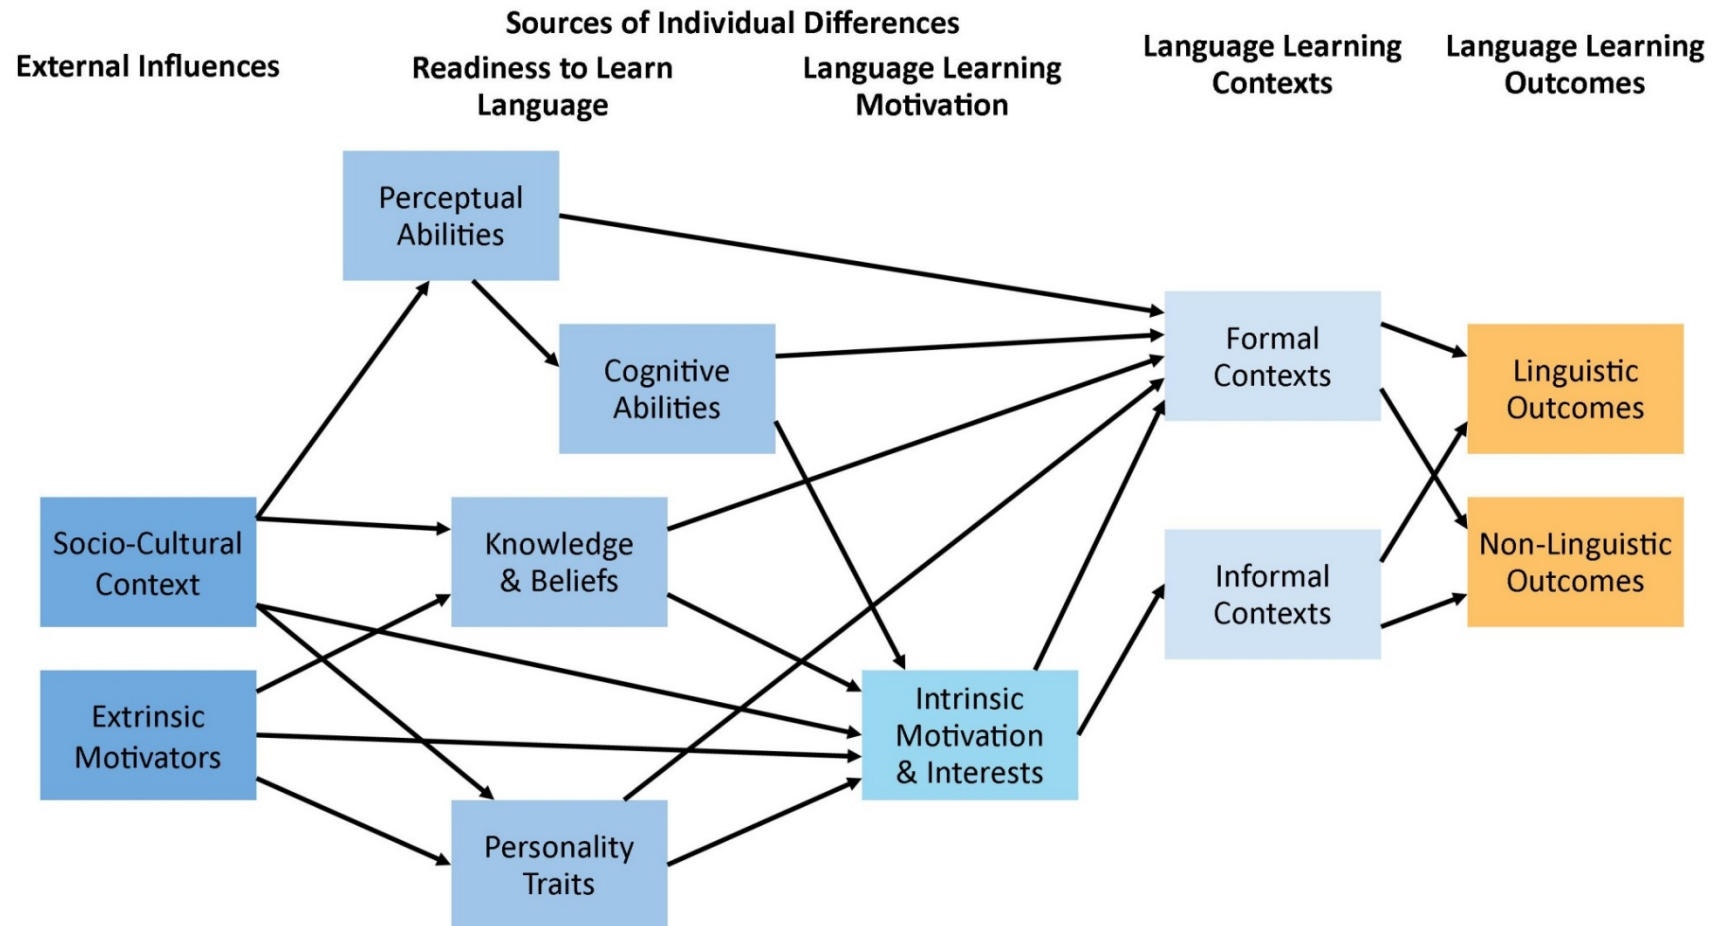 Sources of Individual Differences
External Influences
Readiness to Learn
Language
Language Learning
Motivation
Language Learning
Contexts
Language Learning
Outcomes
Perceptual
Abilities
Cognitive
Abilities
Formal
Contexts
Linguistic
Outcomes
Socio-Cultural
Context
Knowledge
& Beliefs
Informal
Contexts
Non-Linguistic
Outcomes
Extrinsic
Motivators
Intrinsic
Motivation
& Interests
Personality
Traits